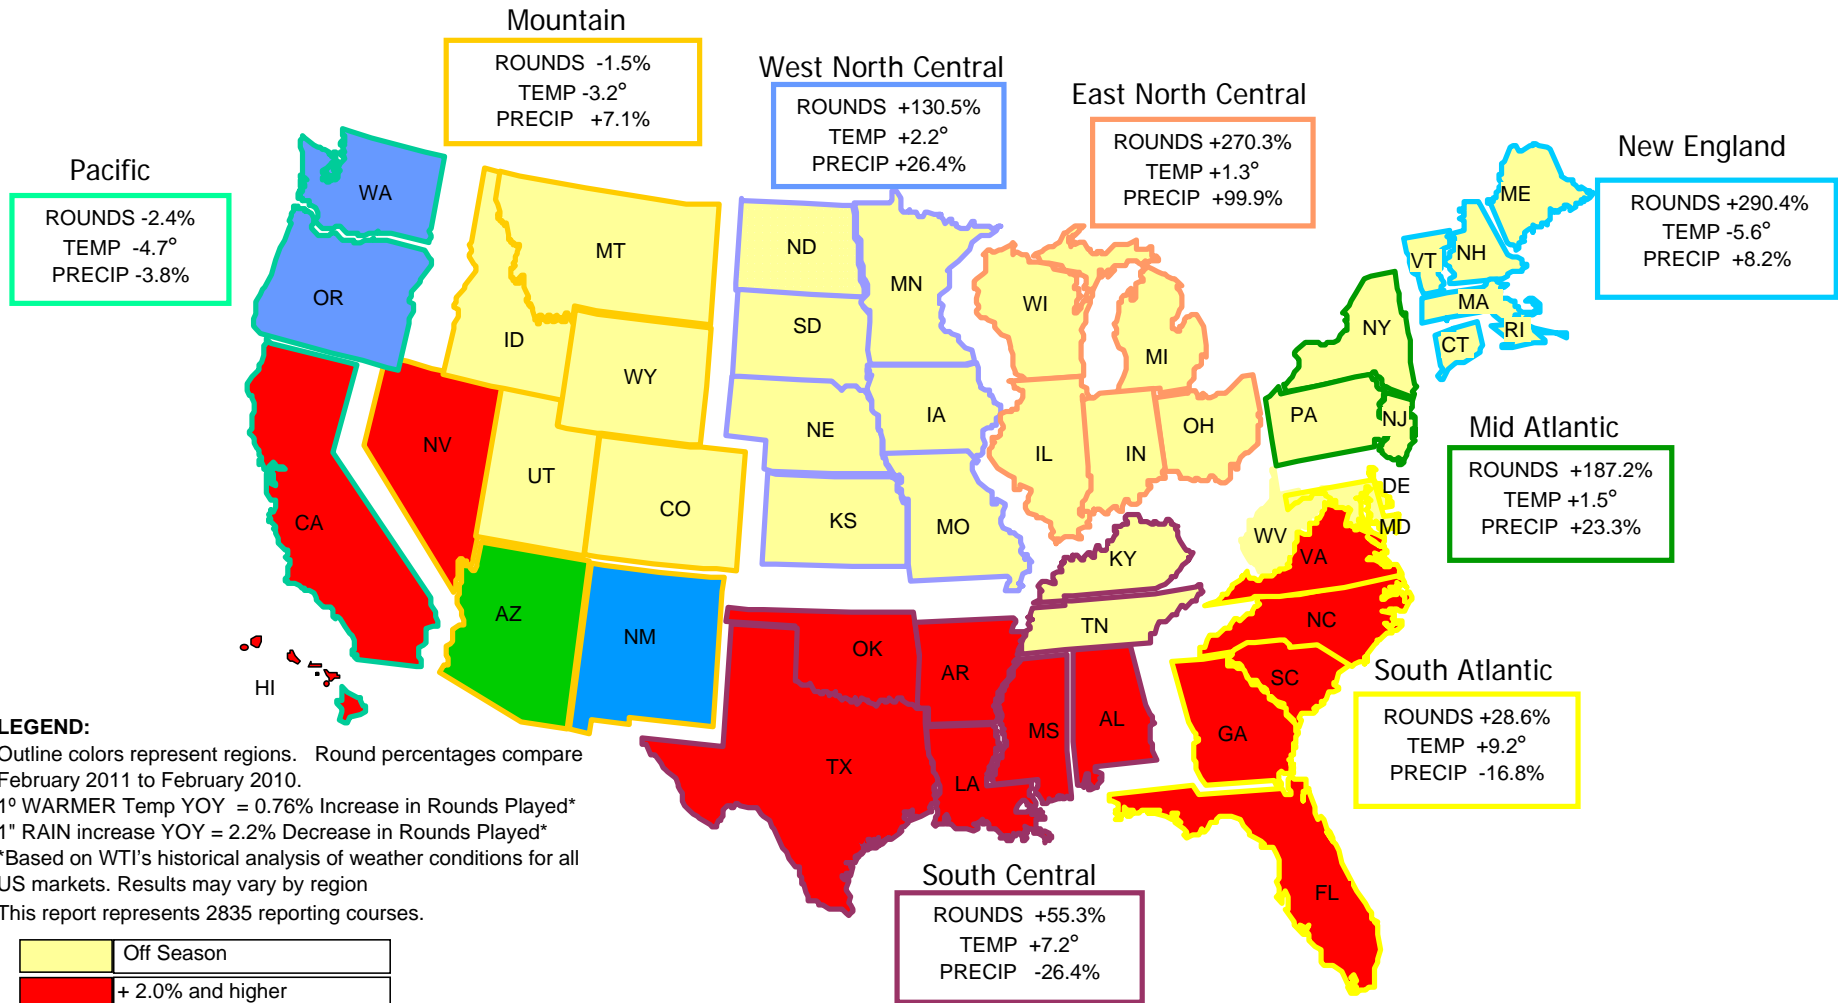 Mountain
ROUNDS -1.5%
TEMP -3.2°
PRECIP +7.1%
West North Central
ROUNDS +130.5%
TEMP +2.2°
PRECIP +26.4%
East North Central
ROUNDS +270.3%
TEMP +1.3°
PRECIP +99.9%
New England
ROUNDS +290.4%
TEMP -5.6°
PRECIP +8.2%
Pacific
ROUNDS -2.4%
TEMP -4.7°
PRECIP -3.8%
WA
OR
CA
HI
MT
ID
WY
NV
UT
CO
AZ
NM
ND
SD
NE
KS
MN
IA
MO
WI
MI
IL
IN
OH
ME
VT
NH
MA
RI
CT
NY
PA
NJ
Mid Atlantic
ROUNDS +187.2%
TEMP +1.5°
PRECIP +23.3%
DE
MD
WV
VA
NC
SC
GA
FL
KY
TN
OK
AR
TX
LA
MS
AL
South Atlantic
ROUNDS +28.6%
TEMP +9.2°
PRECIP -16.8%
South Central
ROUNDS +55.3%
TEMP +7.2°
PRECIP -26.4%
LEGEND:
Outline colors represent regions. Round percentages compare
February 2011 to February 2010.
1º WARMER Temp YOY = 0.76% Increase in Rounds Played*
1" RAIN increase YOY = 2.2% Decrease in Rounds Played*
*Based on WTI's historical analysis of weather conditions for all
US markets. Results may vary by region
This report represents 2835 reporting courses.
Off Season
+ 2.0% and higher